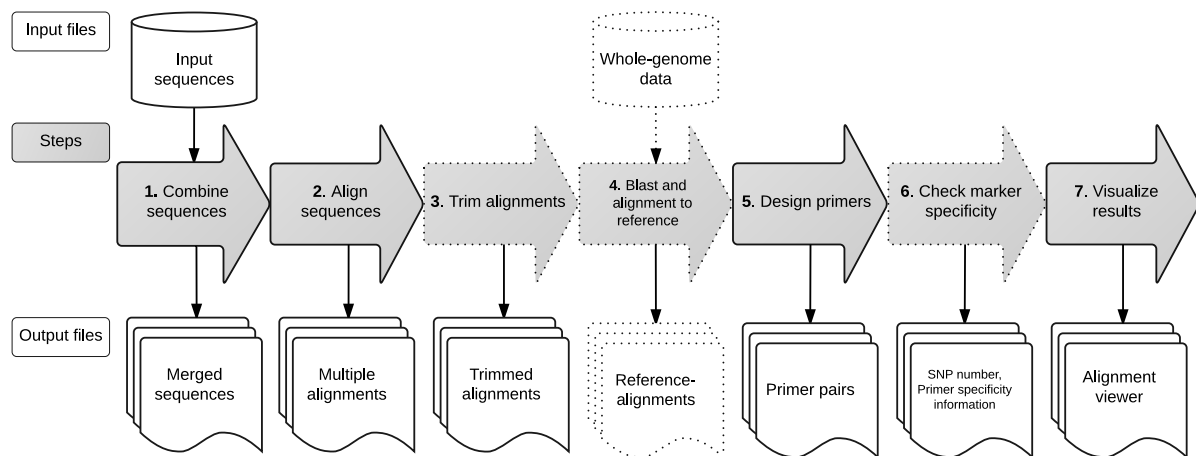 Input files
Input
sequences
Whole-genome
data
Steps
1. Combine
sequences
2. Align
sequences
3. Trim alignments
4. Blast and
alignment to
reference
5. Design primers
6. Check marker
specificity
7. Visualize
results
Output files
Merged
sequences
Multiple
alignments
Trimmed
alignments
Reference-
alignments
Primer pairs
SNP number,
Primer specificity
information
Alignment
viewer